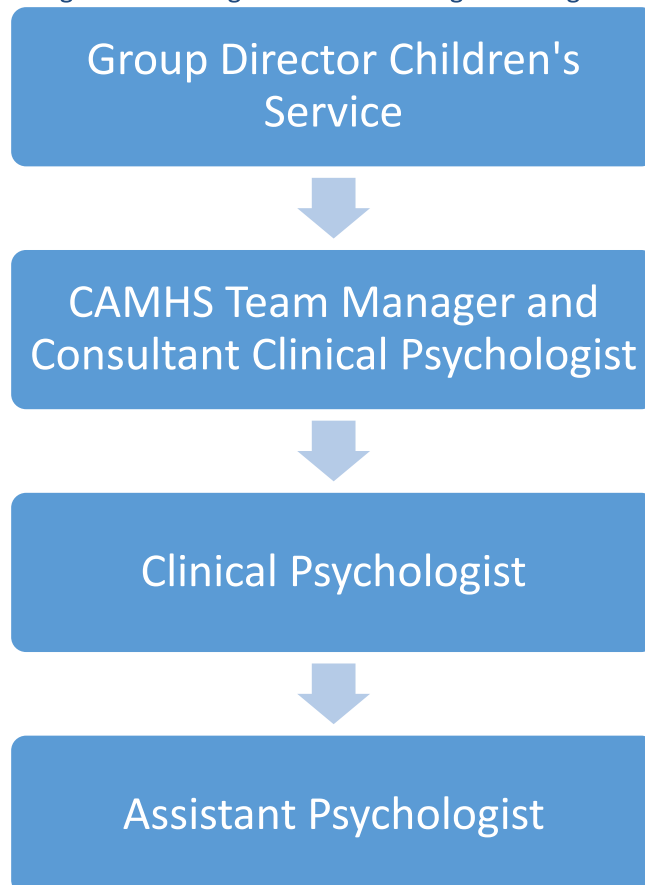 Group Director Children's
Service
CAMHS Team Manager and
Consultant Clinical Psychologist
Clinical Psychologist
Assistant Psychologist